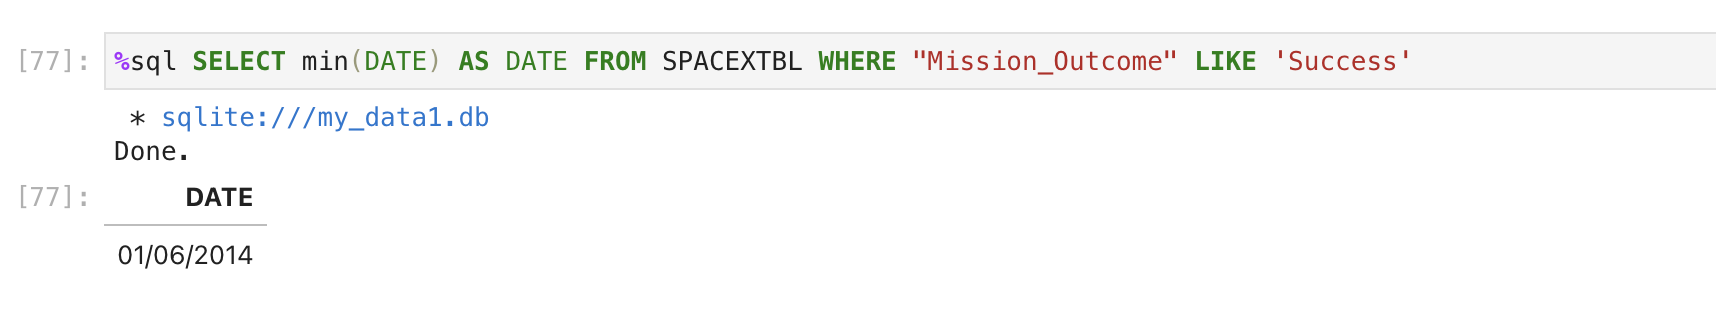 [77]: %sql SELECT min(DATE) AS DATE FROM SPACEXTBL WHERE "Mission_Outcome" LIKE 'Success'
* sqlite:///my_data1.db
Done.
[77]: DATE
01/06/2014